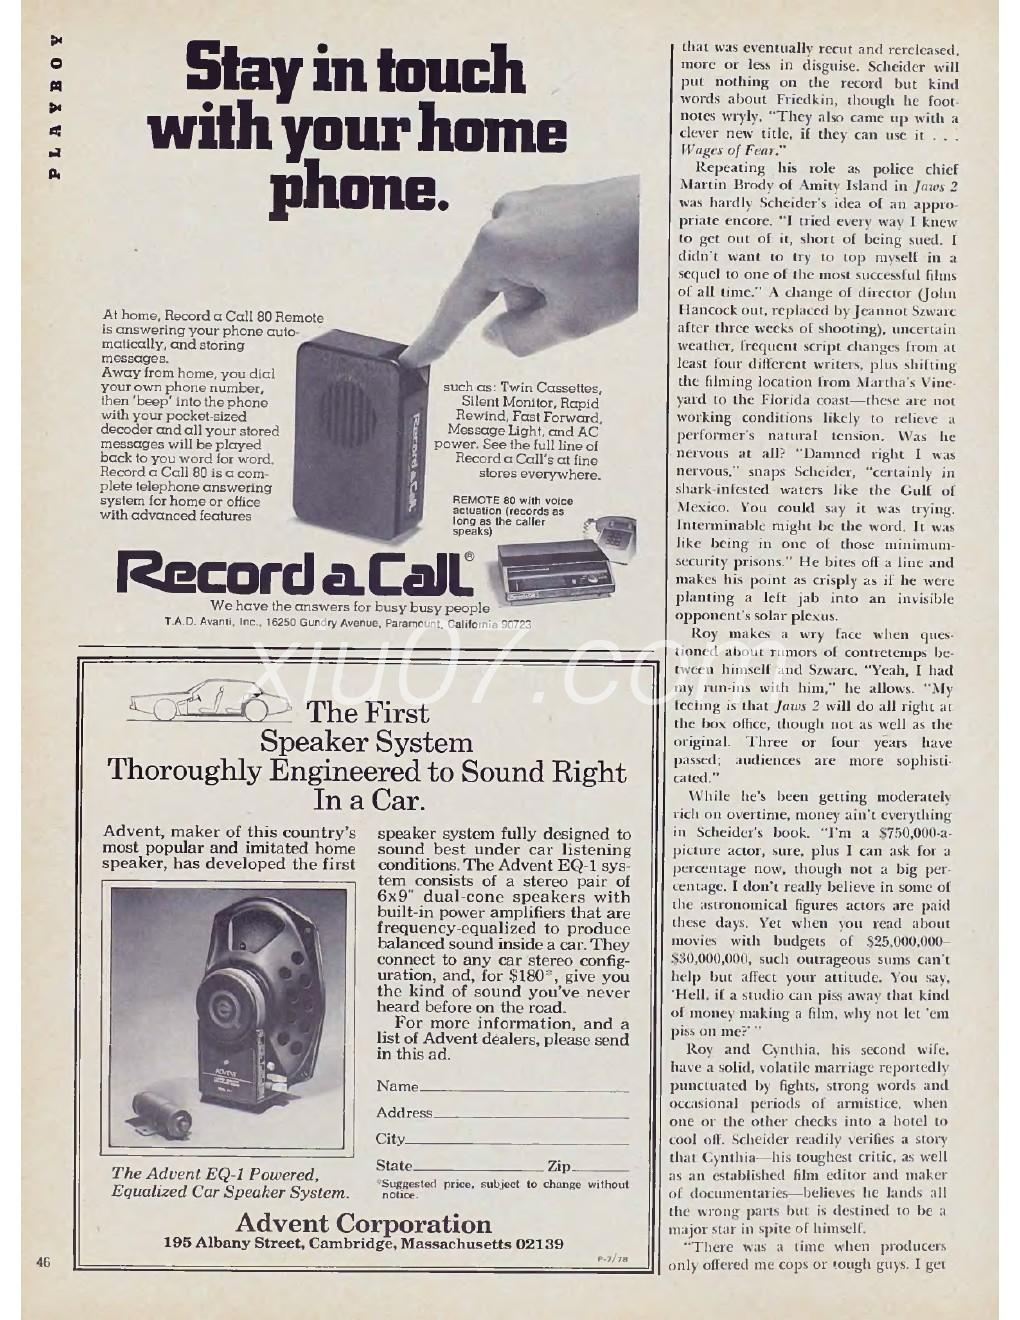 PLAYBOY
Stay in touch
with your home
phone.
At home, Record a Call 80 Remote
is answering your phone auto-
matically, and storing
messages.
Away from home, you dial
your own phone number,
then 'beep' into the phone
with your pocket-sized
decoder and all your stored
messages will be played
back to you word for word.
Record a Call 80 is a com-
plete telephone answering
system for home or office
with advanced features
Record a Call
such as: Twin Cassettes,
Silent Monitor, Rapid
Rewind, Fast Forward,
Message Light, and AC
power. See the full line of
Record a Call's at fine
stores everywhere.
REMOTE 80 with voice
actuation (records as
long as the caller
speaks)
Record a Call®
We have the answers for busy busy people
T.A.D. Avanti, Inc., 16250 Gundry Avenue, Paramount, California 90723
xiu07.com
The First
Speaker System
Thoroughly Engineered to Sound Right
In a Car.
Advent, maker of this country's
most popular and imitated home
speaker, has developed the first
ADVENT
The Advent EQ-1 Powered,
Equalized Car Speaker System.
speaker system fully designed to
sound best under car listening
conditions. The Advent EQ-1 sys-
tem consists of a stereo pair of
6x9" dual-cone speakers with
built-in power amplifiers that are
frequency-equalized to produce
balanced sound inside a car. They
connect to any car stereo config-
uration, and, for $180*, give you
the kind of sound you've never
heard before on the road.
For more information, and a
list of Advent dealers, please send
in this ad.
Name
Address
City
State Zip
*Suggested price, subject to change without
notice.
Advent Corporation
195 Albany Street, Cambridge, Massachusetts 02139
P-7/78
that was eventually recut and rereleased,
more or less in disguise. Scheider will
put nothing on the record but kind
words about Friedkin, though he foot-
notes wryly, "They also came up with a
clever new title, if they can use it . . .
Wages of Fear."
Repeating his role as police chief
Martin Brody of Amity Island in Jaws 2
was hardly Scheider's idea of an appro-
priate encore. "I tried every way I knew
to get out of it, short of being sued. I
didn't want to try to top myself in a
sequel to one of the most successful films
of all time." A change of director (John
Hancock out, replaced by Jeannot Szwarc
after three weeks of shooting), uncertain
weather, frequent script changes from at
least four different writers, plus shifting
the filming location from Martha's Vine-
yard to the Florida coast—these are not
working conditions likely to relieve a
performer's natural tension. Was he
nervous at all? "Damned right I was
nervous," snaps Scheider, "certainly in
shark-infested waters like the Gulf of
Mexico. You could say it was trying.
Interminable might be the word. It was
like being in one of those minimum-
security prisons." He bites off a line and
makes his point as crisply as if he were
planting a left jab into an invisible
opponent's solar plexus.
Roy makes a wry face when ques-
tioned about rumors of contretemps be-
tween himself and Szwarc. "Yeah, I had
my run-ins with him," he allows. "My
feeling is that Jaws 2 will do all right at
the box office, though not as well as the
original. Three or four years have
passed; audiences are more sophisti-
cated."
While he's been getting moderately
rich on overtime, money ain't everything
in Scheider's book. "I'm a $750,000-a-
picture actor, sure, plus I can ask for a
percentage now, though not a big per-
centage. I don't really believe in some of
the astronomical figures actors are paid
these days. Yet when you read about
movies with budgets of $25,000,000–
$30,000,000, such outrageous sums can't
help but affect your attitude. You say,
'Hell, if a studio can piss away that kind
of money making a film, why not let 'em
piss on me?' "
Roy and Cynthia, his second wife,
have a solid, volatile marriage reportedly
punctuated by fights, strong words and
occasional periods of armistice, when
one or the other checks into a hotel to
cool off. Scheider readily verifies a story
that Cynthia—his toughest critic, as well
as an established film editor and maker
of documentaries—believes he lands all
the wrong parts but is destined to be a
major star in spite of himself.
"There was a time when producers
only offered me cops or tough guys. I get
46